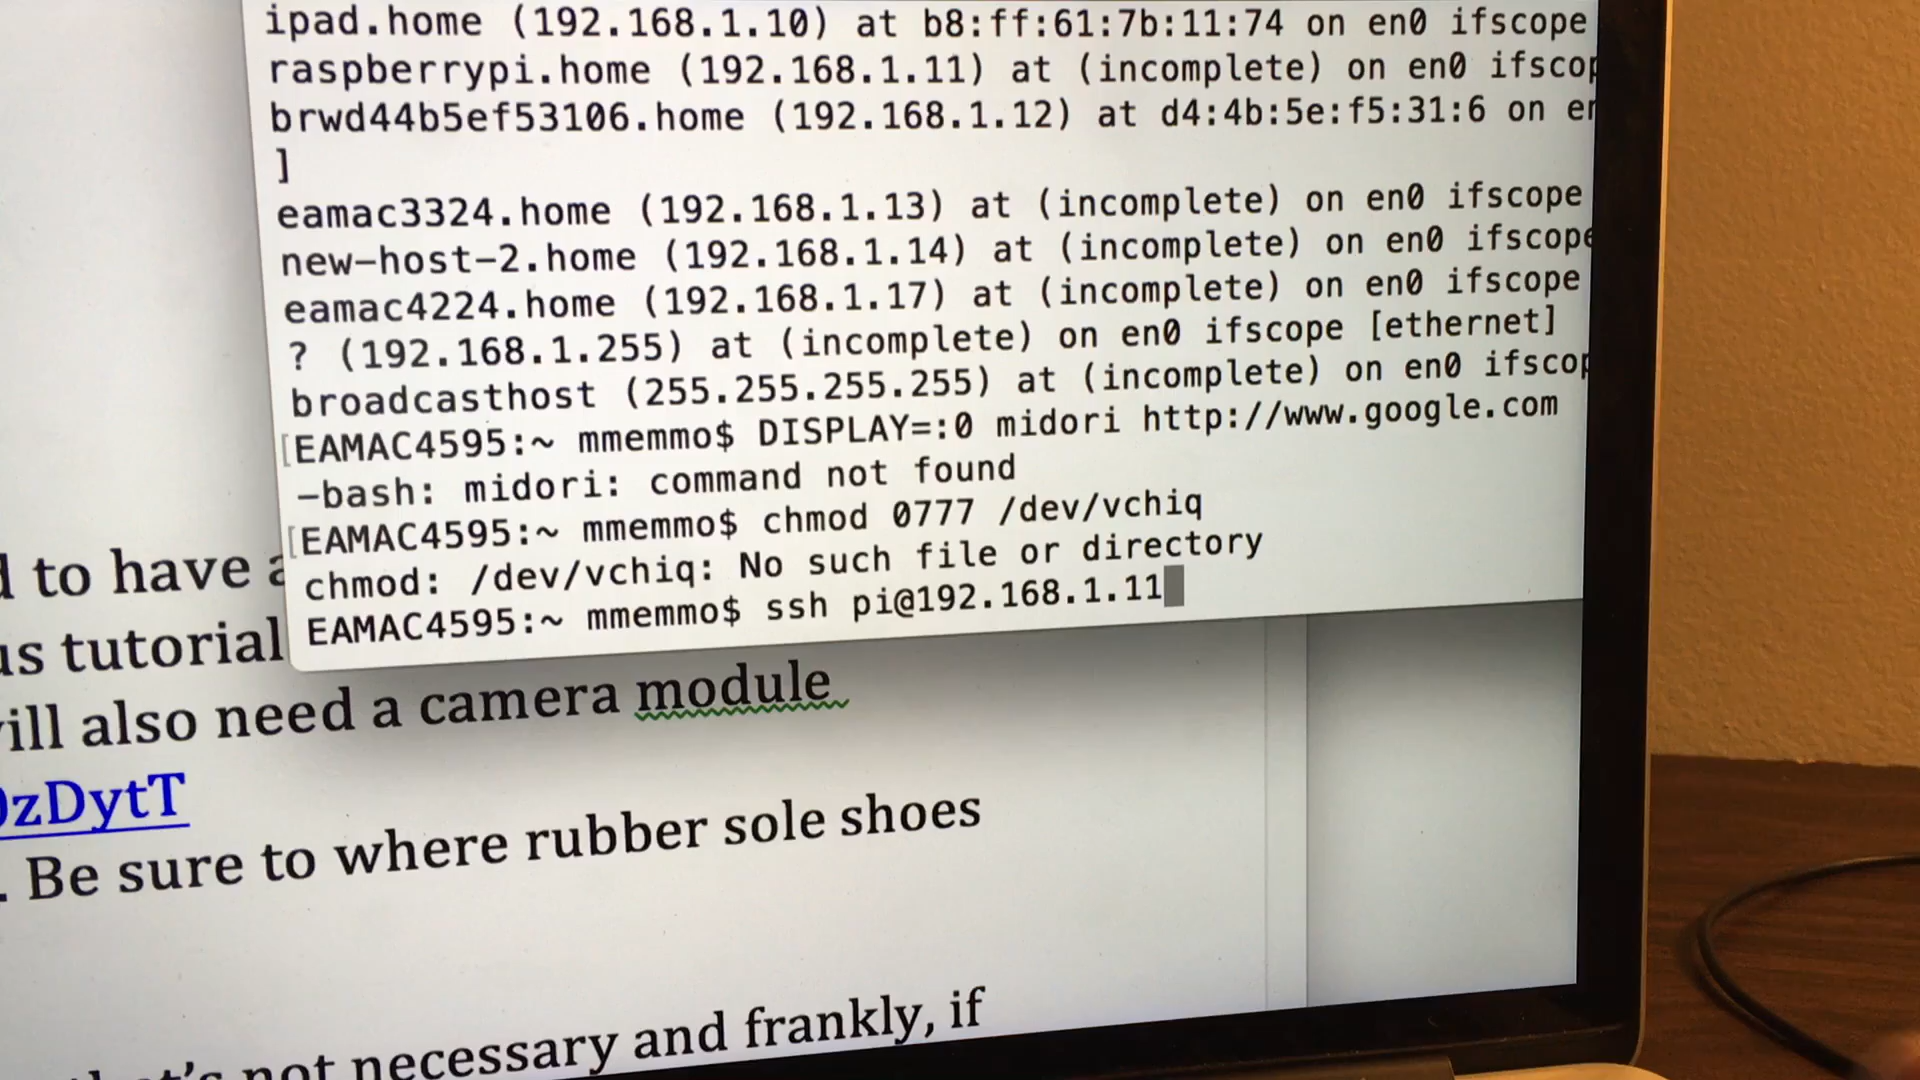 ipad.home (192.168.1.10) at b8:ff:61:7b:11:74 on en0 ifscope
raspberrypi.home (192.168.1.11) at (incomplete) on en0 ifscop
brwd44b5ef53106.home (192.168.1.12) at d4:4b:5e:f5:31:6 on en
]
eamac3324.home (192.168.1.13) at (incomplete) on en0 ifscope
new-host-2.home (192.168.1.14) at (incomplete) on en0 ifscope
eamac4224.home (192.168.1.17) at (incomplete) on en0 ifscope
? (192.168.1.255) at (incomplete) on en0 ifscope [ethernet]
broadcasthost (255.255.255.255) at (incomplete) on en0 ifscop
[EAMAC4595:~ mmemmo$ DISPLAY=:0 midori http://www.google.com
-bash: midori: command not found
[EAMAC4595:~ mmemmo$ chmod 0777 /dev/vchiq
chmod: /dev/vchiq: No such file or directory
EAMAC4595:~ mmemmo$ ssh pi@192.168.1.11
to have a
us tutorial
will also need a camera module
zDytT
. Be sure to where rubber sole shoes
that's not necessary and frankly, if